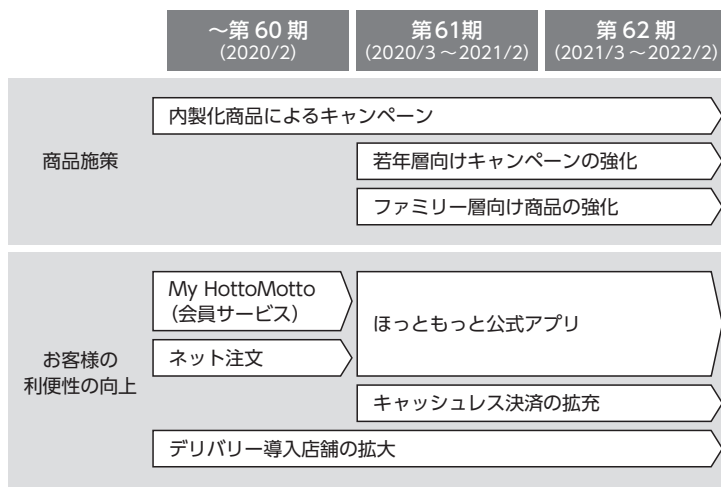 ～第 60 期
(2020/2)
第61期
(2020/3～2021/2)
第 62 期
(2021/3～2022/2)
商品施策
内製化商品によるキャンペーン
若年層向けキャンペーンの強化
ファミリー層向け商品の強化
お客様の
利便性の向上
My HottoMotto
（会員サービス）
ネット注文
ほっともっと公式アプリ
キャッシュレス決済の拡充
デリバリー導入店舗の拡大